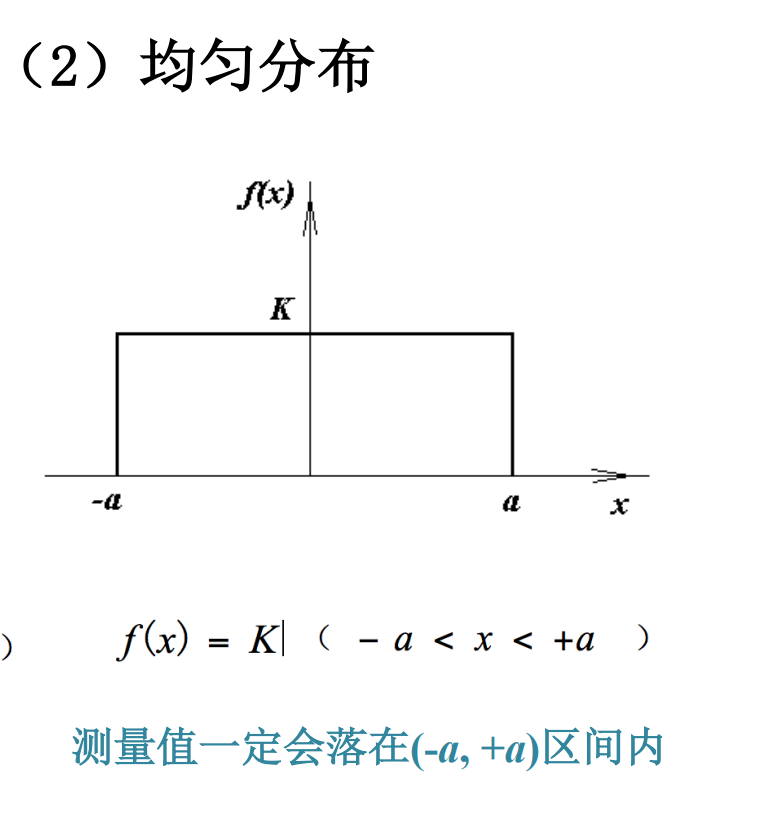 （2）均匀分布
f(x)
K
-a
a
x
） f(x) = K| （ - a < x < +a ）
测量值一定会落在(-a, +a)区间内